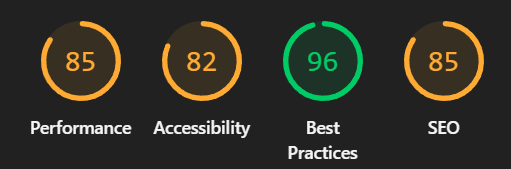 85
82
96
85
Performance
Accessibility
Best
Practices
SEO